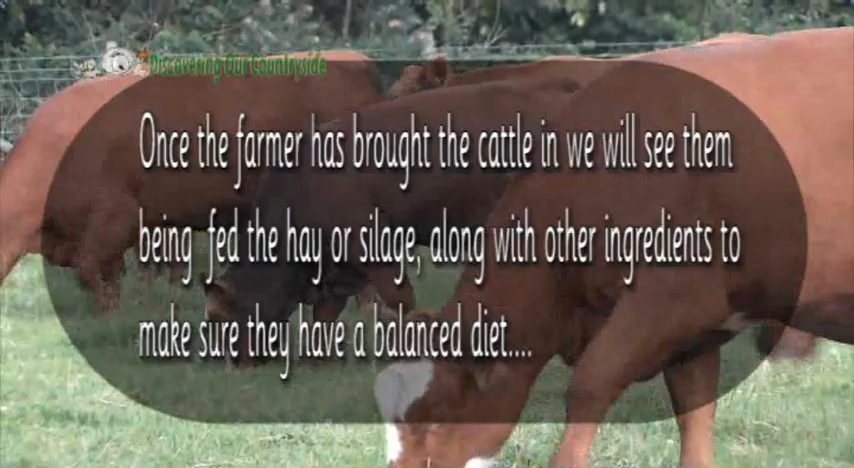 Discovering Our Countryside
Once the farmer has brought the cattle in we will see them
being fed the hay or silage, along with other ingredients to
make sure they have a balanced diet....